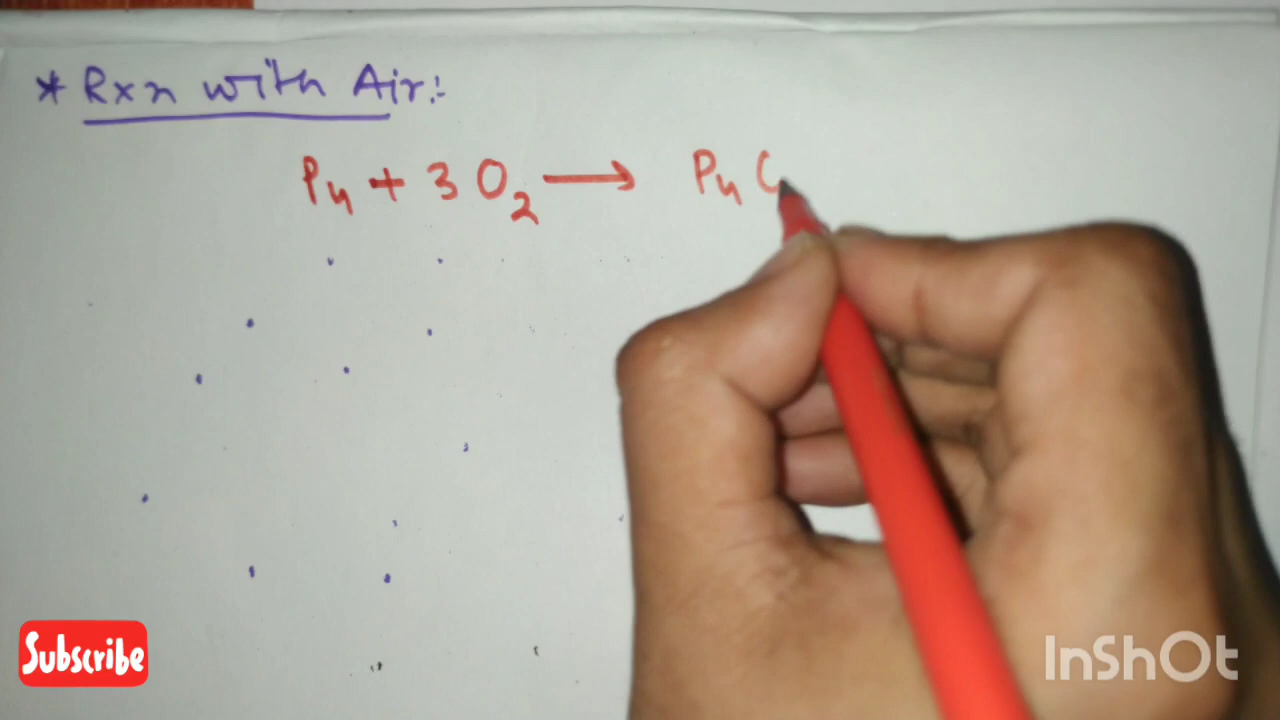 * Rxn with Air:-
P4 + 3 O2 → P4 O
Subscribe
InShOt